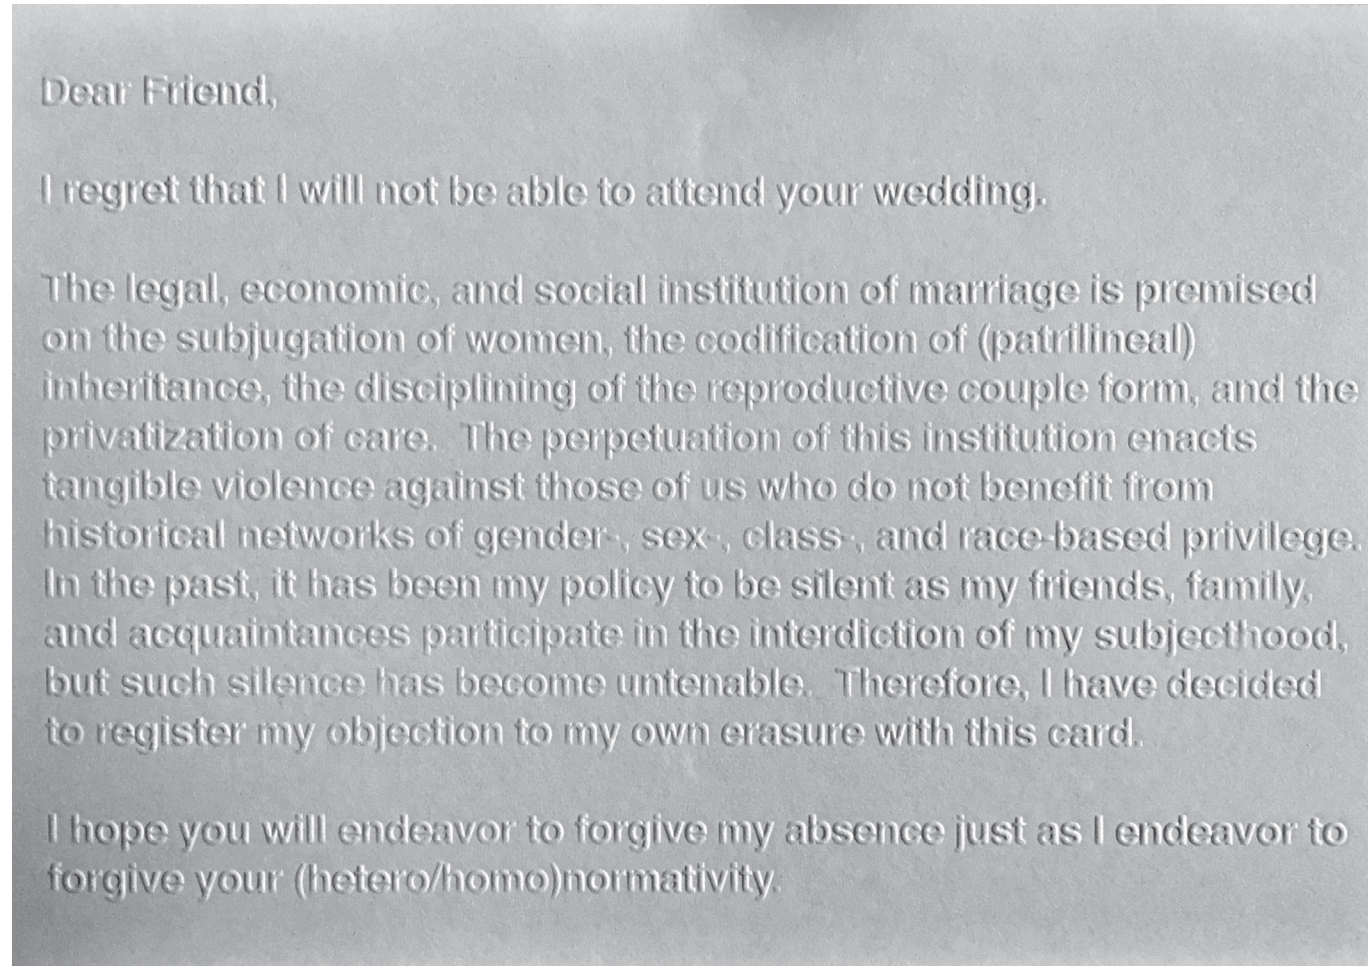 Dear Friend,
I regret that I will not be able to attend your wedding.
The legal, economic, and social institution of marriage is premised
on the subjugation of women, the codification of (patrilineal)
inheritance, the disciplining of the reproductive couple form, and the
privatization of care.  The perpetuation of this institution enacts
tangible violence against those of us who do not benefit from
historical networks of gender-, sex-, class-, and race-based privilege.
In the past, it has been my policy to be silent as my friends, family,
and acquaintances participate in the interdiction of my subjecthood,
but such silence has become untenable.  Therefore, I have decided
to register my objection to my own erasure with this card.
I hope you will endeavor to forgive my absence just as I endeavor to
forgive your (hetero/homo)normativity.